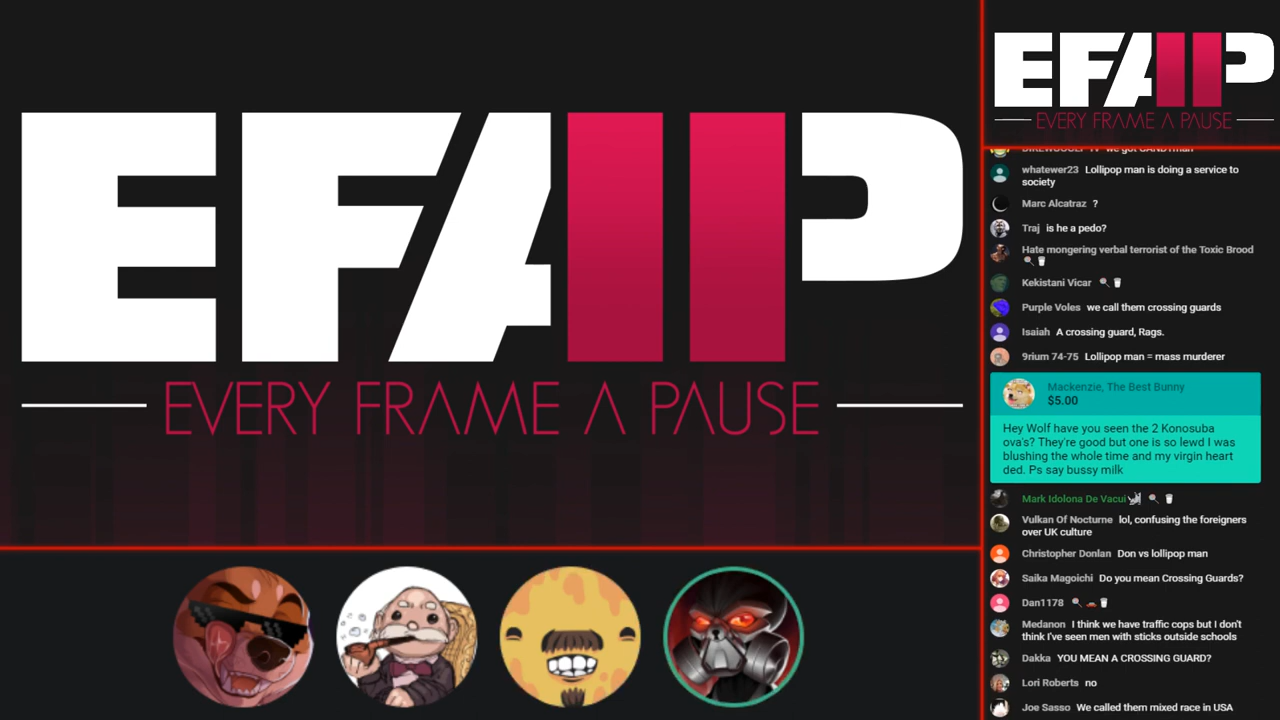 EFAP
EVERY FRAME A PAUSE
EFAP
EVERY FRAME A PAUSE
we got CANDYman
whatewer23 Lollipop man is doing a service to
society
Marc Alcatraz ?
Traj is he a pedo?
Hate mongering verbal terrorist of the Toxic Brood
Kekistani Vicar
Purple Voles we call them crossing guards
Isaiah A crossing guard, Rags.
9rium 74-75 Lollipop man = mass murderer
Mackenzie, The Best Bunny
$5.00
Hey Wolf have you seen the 2 Konosuba
ova's? They're good but one is so lewd I was
blushing the whole time and my virgin heart
ded. Ps say bussy milk
Mark Idolona De Vacui
Vulkan Of Nocturne lol, confusing the foreigners
over UK culture
Christopher Donlan Don vs lollipop man
Saika Magoichi Do you mean Crossing Guards?
Dan1178
Medanon I think we have traffic cops but I don't
think I've seen men with sticks outside schools
Dakka YOU MEAN A CROSSING GUARD?
Lori Roberts no
Joe Sasso We called them mixed race in USA